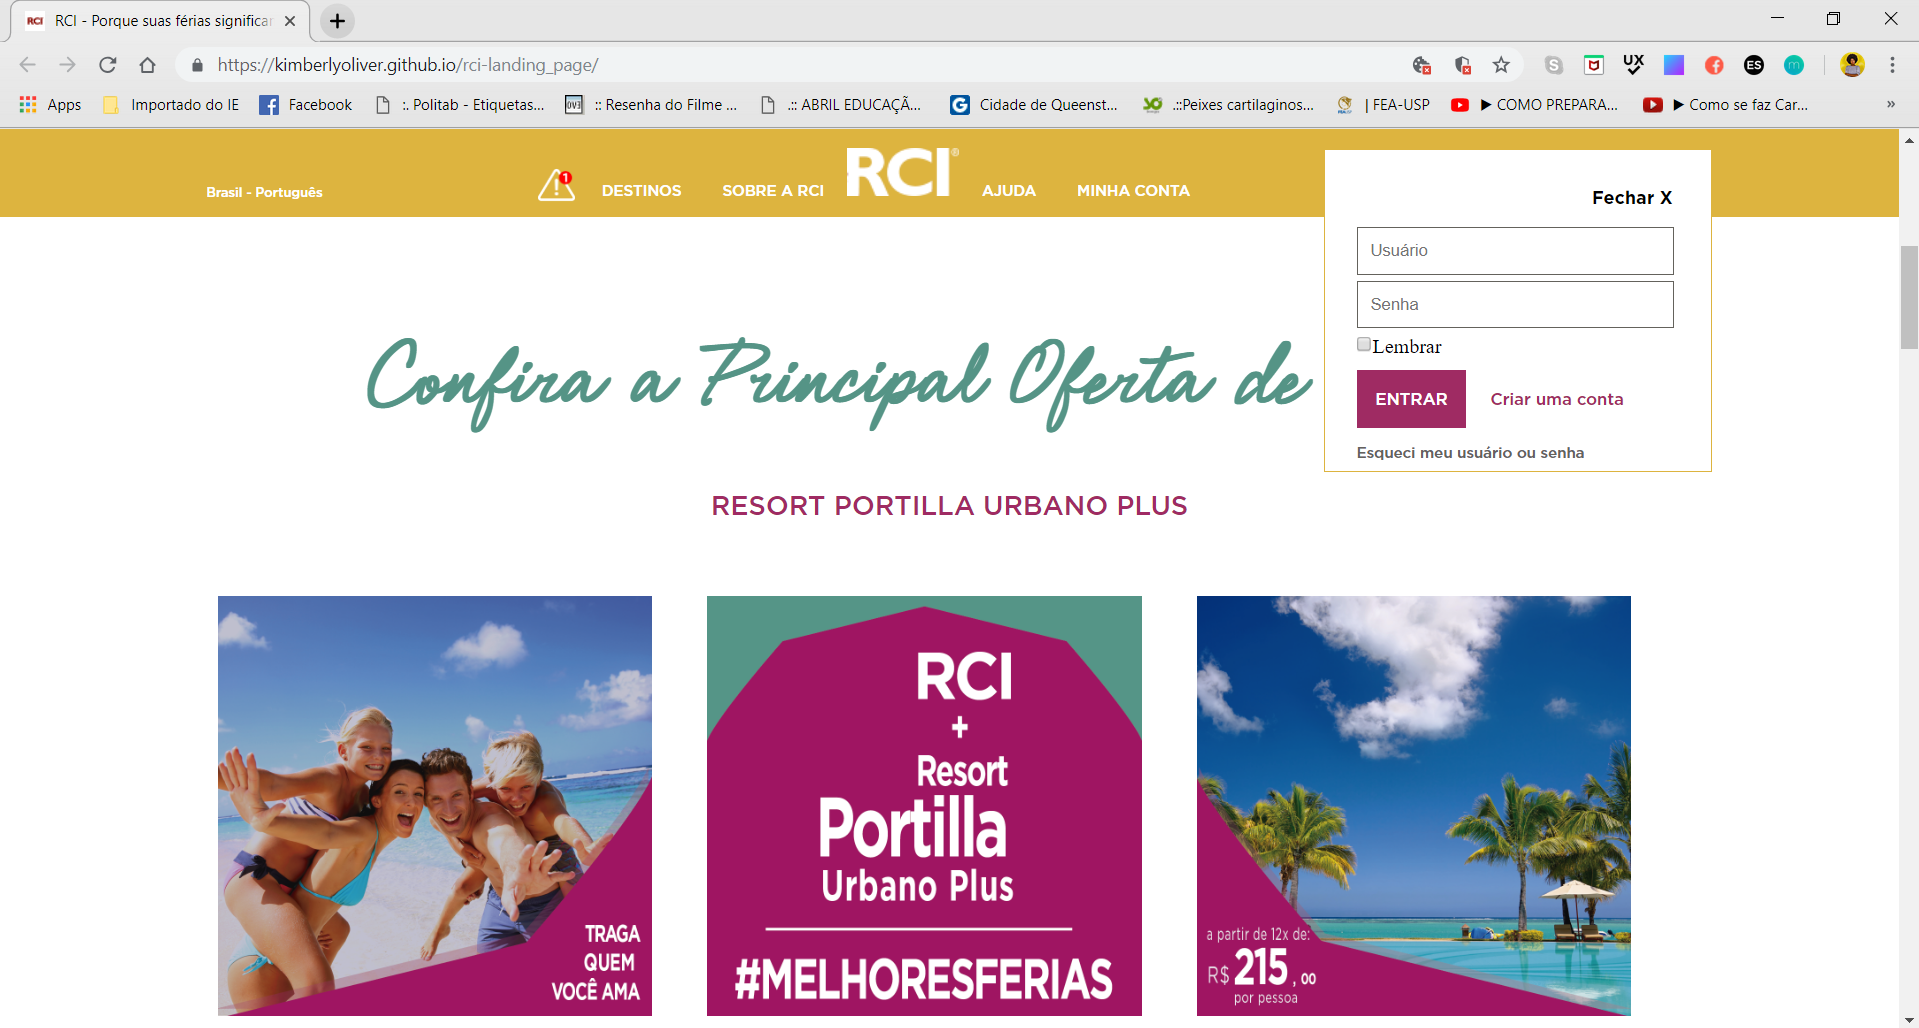 RCI
RCI - Porque suas férias significar
https://kimberlyoliver.github.io/rci-landing_page/
S
UX
f
ES
m
Apps
Importado do IE
Facebook
:. Politab - Etiquetas...
:: Resenha do Filme ...
.:: ABRIL EDUCAÇÃ...
G
Cidade de Queenst...
.::Peixes cartilaginos...
| FEA-USP
▶ COMO PREPARA...
▶ Como se faz Car...
»
Brasil - Português
1
DESTINOS
SOBRE A RCI
RCI®
AJUDA
MINHA CONTA
Fechar X
Usuário
Senha
Lembrar
ENTRAR
Criar uma conta
Esqueci meu usuário ou senha
Confira a Principal Oferta de
RESORT PORTILLA URBANO PLUS
TRAGA
QUEM
VOCÊ AMA
RCI
+
Resort
Portilla
Urbano Plus
#MELHORESFERIAS
a partir de 12x de:
R$ 215,00
por pessoa